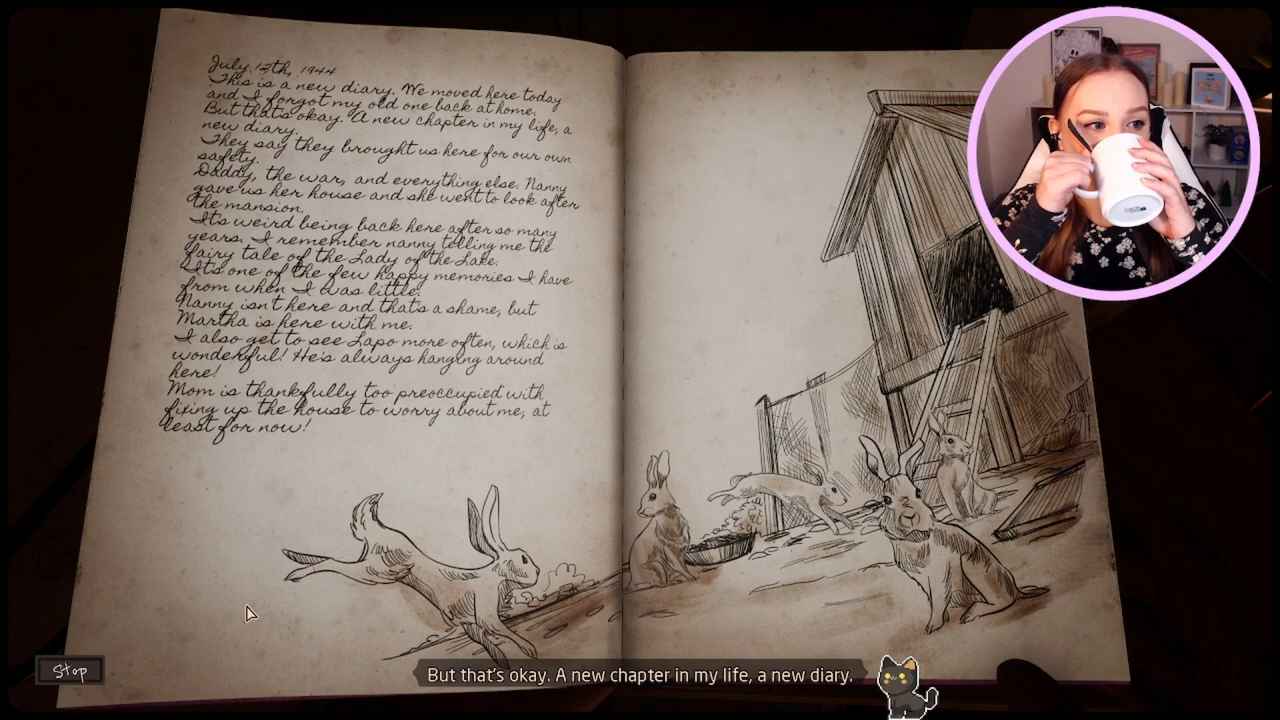 July 12th, 1944
This is a new diary. We moved here today
and I forgot my old one back at home.
But that's okay. A new chapter in my life, a
new diary.
They say they brought us here for our own
safety.
Daddy, the war, and everything else. Nanny
gave us her house and she went to look after
the mansion.
It's weird being back here after so many
years, I remember nanny telling me the
fairy tale of the Lady of the Lake.
It's one of the few happy memories I have
from when I was little.
Nanny isn't here and that's a shame, but
Martha is here with me.
I also get to see Lapo more often, which is
wonderful! He's always hanging around
here!
Mom is thankfully too preoccupied with
fixing up the house to worry about me, at
least for now!
Stop
But that's okay. A new chapter in my life, a new diary.